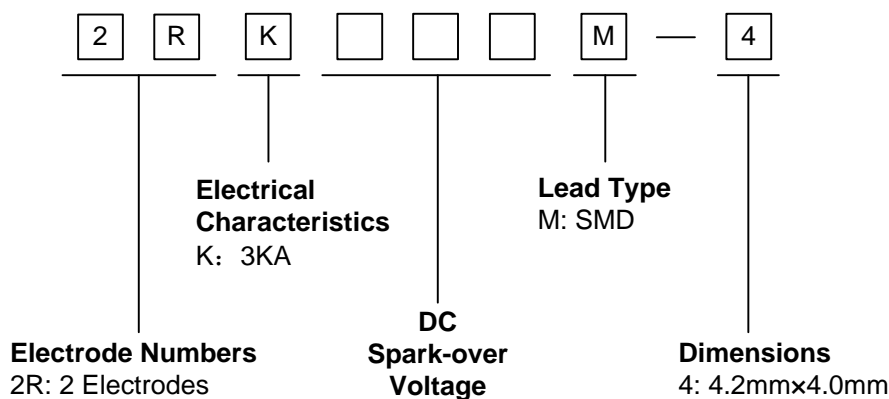 2 R K M — 4
Electrical
Characteristics
K：3KA
Lead Type
M: SMD
Electrode Numbers
2R: 2 Electrodes
DC
Spark-over
Voltage
Dimensions
4: 4.2mm×4.0mm